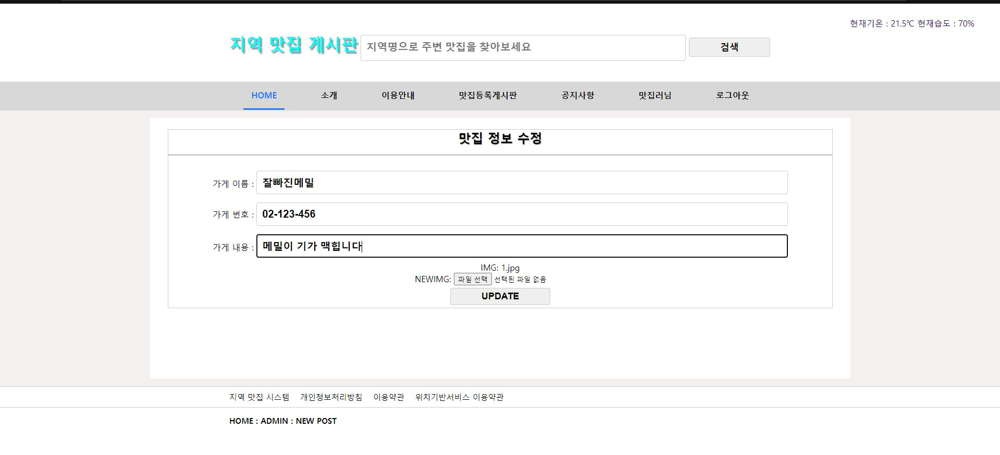 현재기온 : 21.5℃ 현재습도 : 70%
지역 맛집 게시판 지역명으로 주변 맛집을 찾아보세요 검색
HOME 소개 이용안내 맛집등록게시판 공지사항 맛집러님 로그아웃
맛집 정보 수정
가게 이름 : 잘빠진메밀
가게 번호 : 02-123-456
가게 내용 : 메밀이 기가 맥힙니다
IMG: 1.jpg
NEWIMG: 파일 선택 선택된 파일 없음
UPDATE
지역 맛집 시스템 개인정보처리방침 이용약관 위치기반서비스 이용약관
HOME : ADMIN : NEW POST